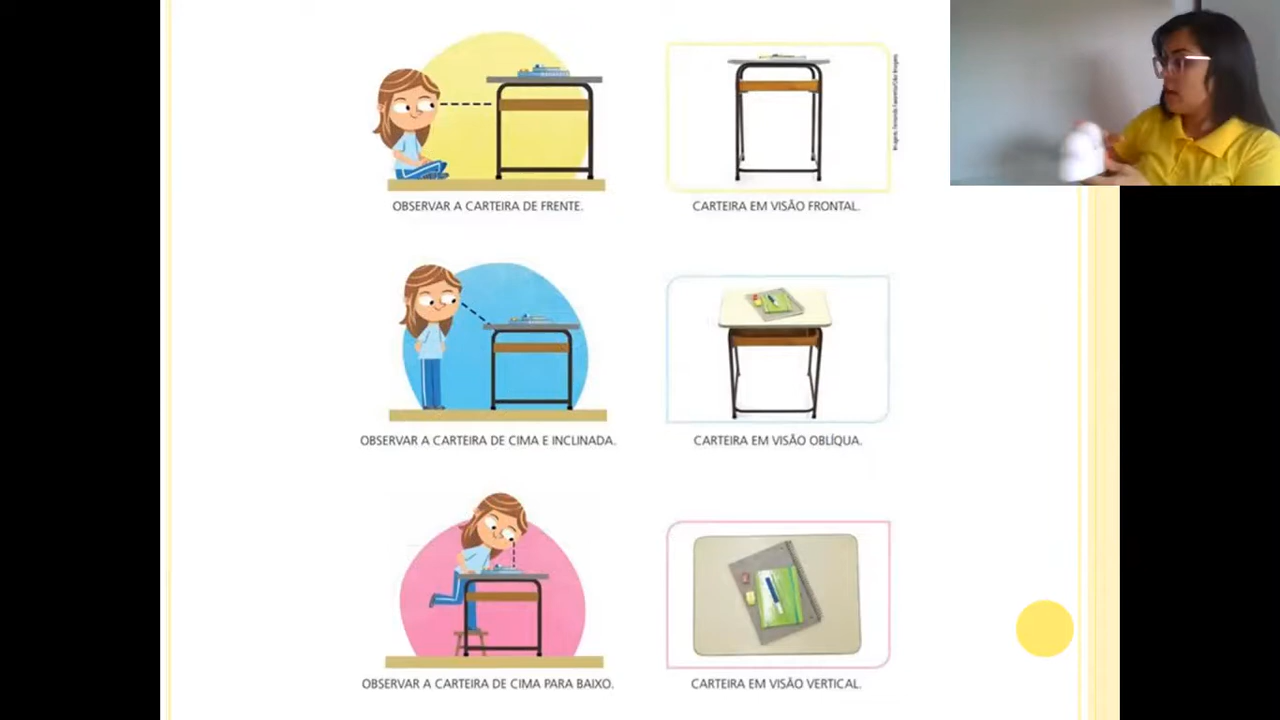 OBSERVAR A CARTEIRA DE FRENTE.
CARTEIRA EM VISÃO FRONTAL.
OBSERVAR A CARTEIRA DE CIMA E INCLINADA.
CARTEIRA EM VISÃO OBLÍQUA.
OBSERVAR A CARTEIRA DE CIMA PARA BAIXO.
CARTEIRA EM VISÃO VERTICAL.